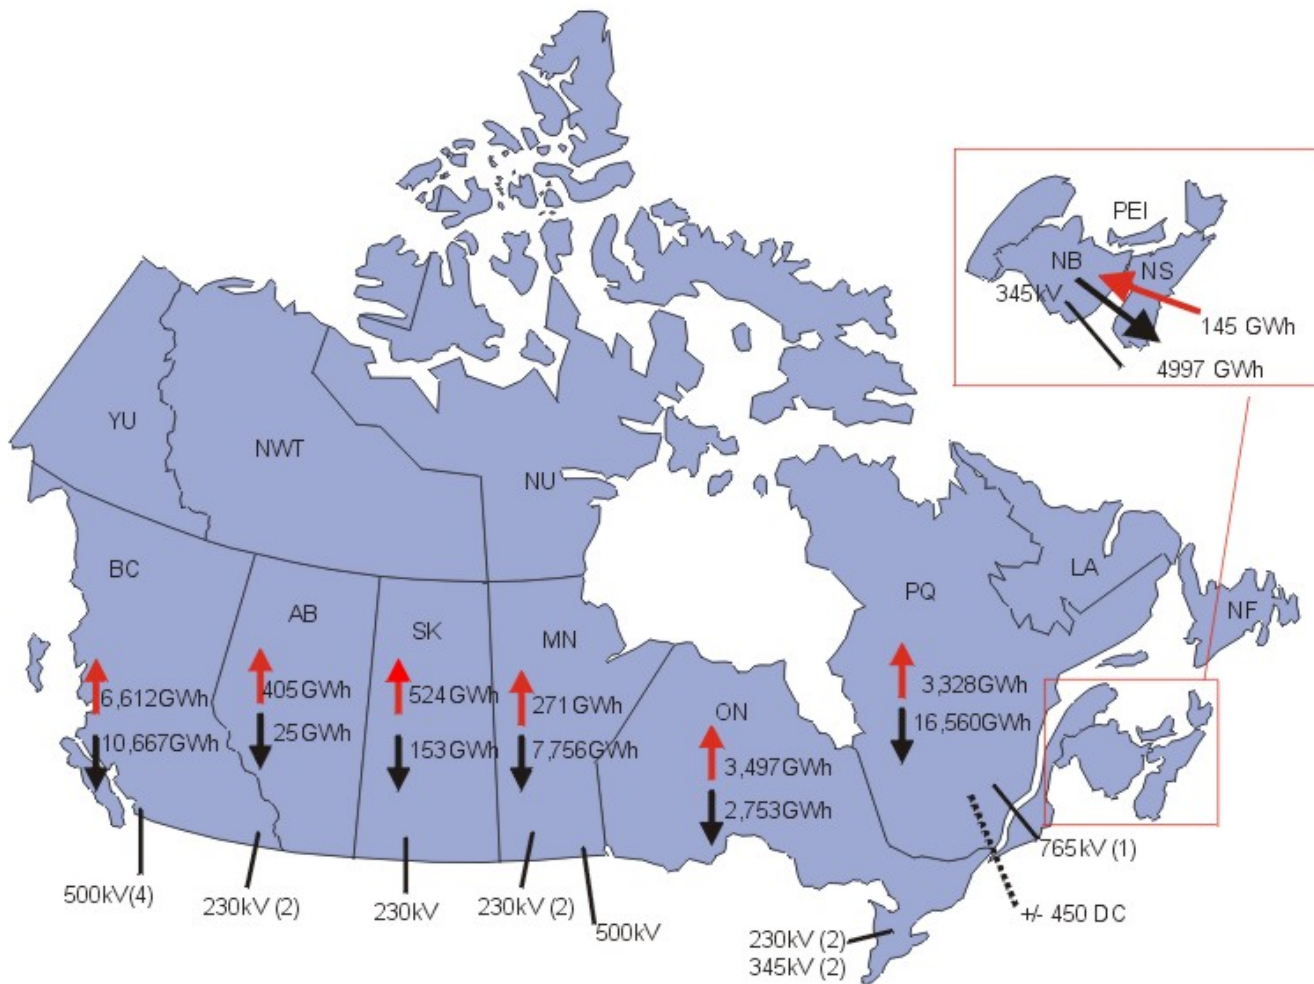 PEI
NB
NS
345kV
145 GWh
4997 GWh
YU
NWT
NU
BC
AB
SK
MN
ON
PQ
LA
NF
6,612GWh
10,667GWh
405GWh
25GWh
524GWh
153GWh
271GWh
7,756GWh
3,497GWh
2,753GWh
3,328GWh
16,560GWh
500kV(4)
230kV (2)
230kV
230kV (2)
500kV
230kV (2)
345kV (2)
765kV (1)
+/- 450 DC